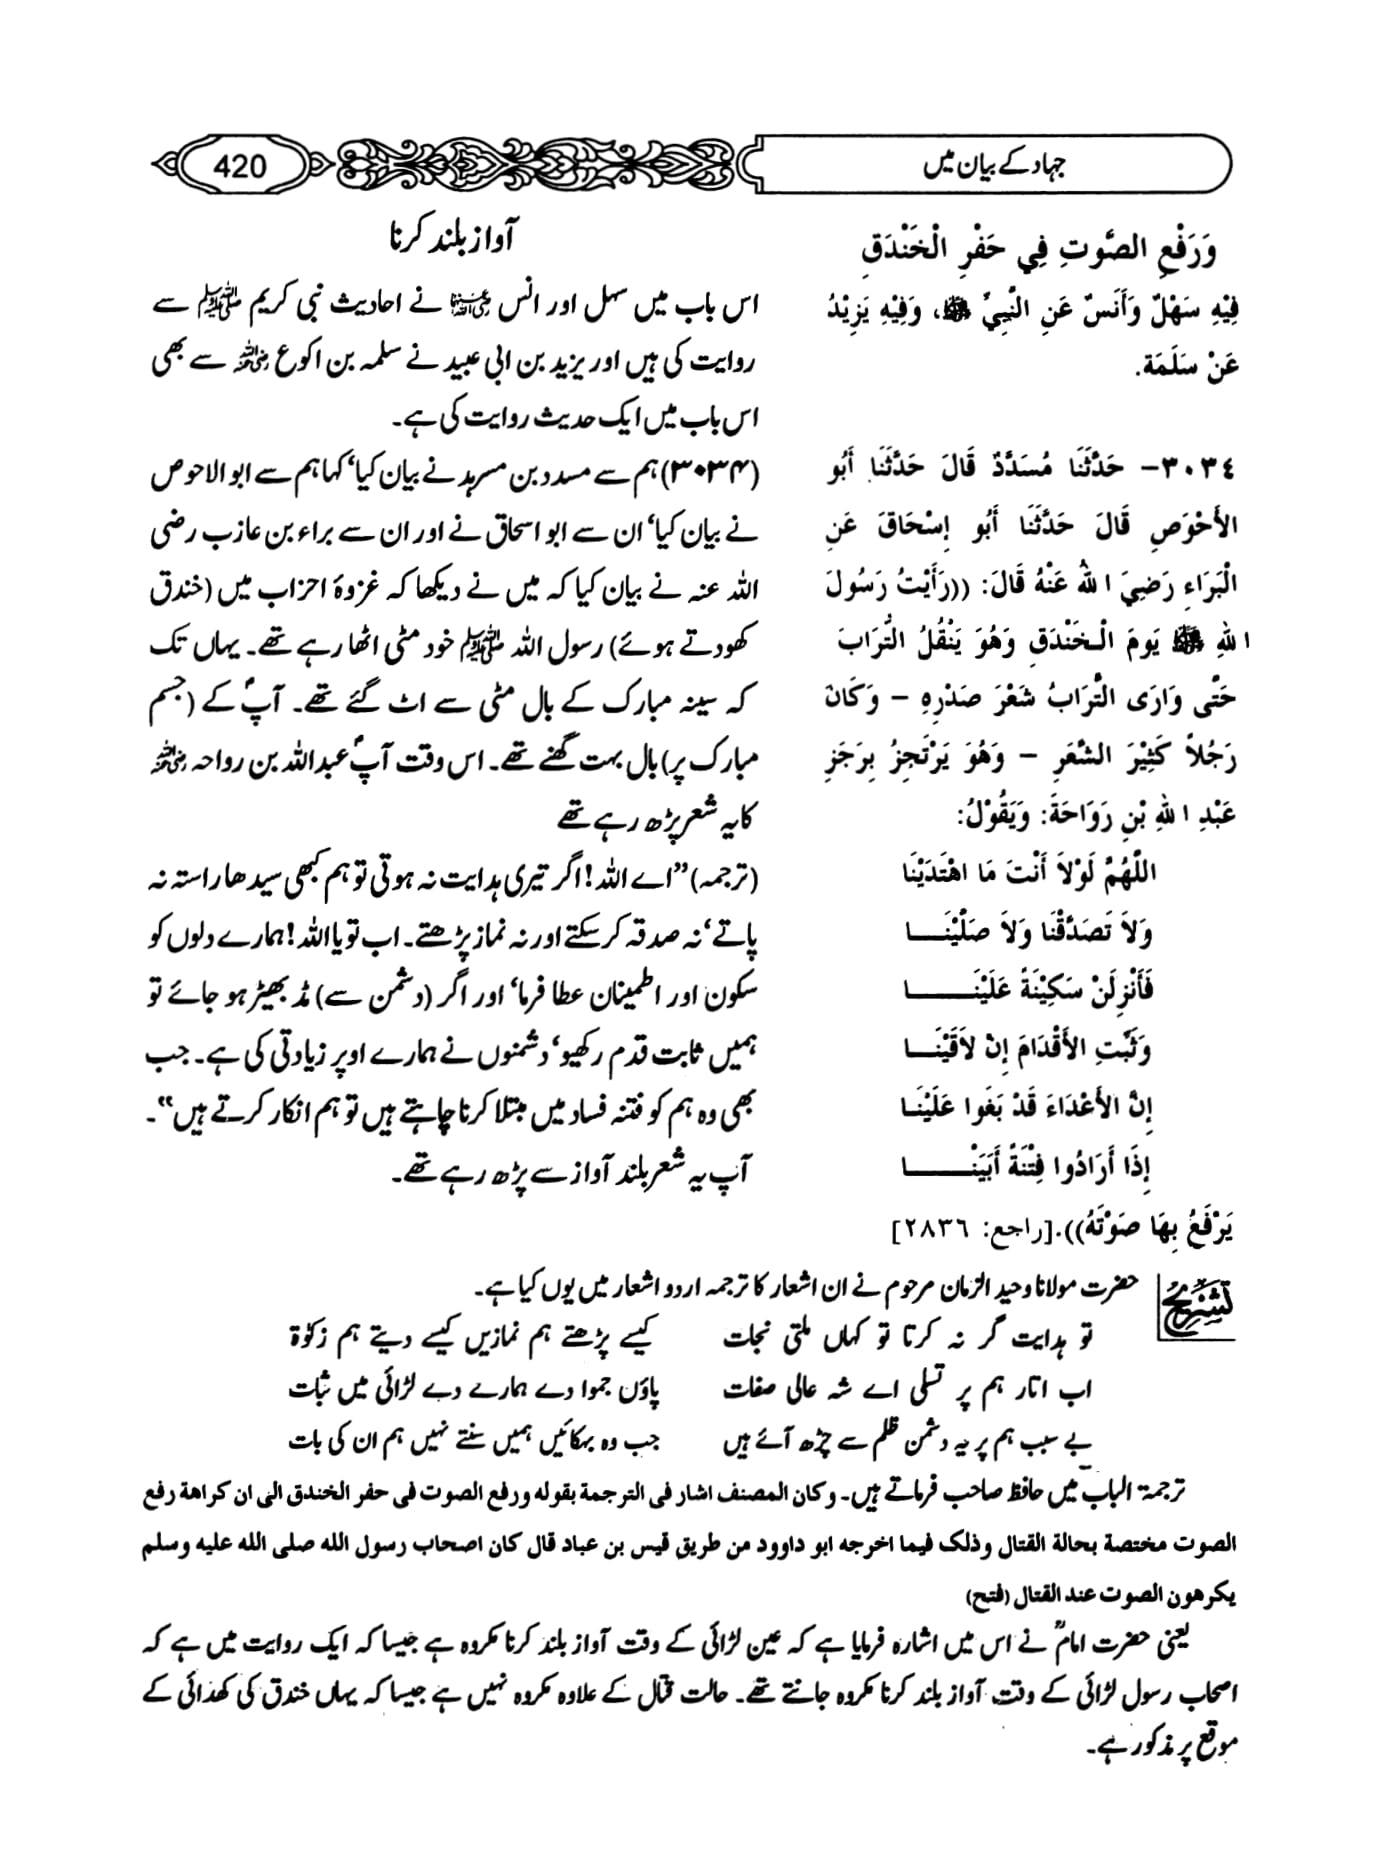 جہاد کے بیان میں
420
وَرَفْعِ الصَّوتِ فِي حَفْرِ الْخَنْدَقِ
فِيْهِ سَهْلٌ وَأَنَسٌ عَنِ النَّبِيِّ ﷺ، وَفِيْهِ يَزِيْدُ
عَنْ سَلَمَة.
٣٠٣٤- حَدَّثَنَا مُسَدَّدٌ قَالَ حَدَّثَنَا أَبُو
الأَحْوَصِ قَالَ حَدَّثَنَا أَبُو إِسْحَاقَ عَنِ
الْبَرَاءِ رَضِيَ اللهُ عَنْهُ قَالَ: ((رَأَيْتُ رَسُولَ
اللهِ ﷺ يَومَ الْخَنْدَقِ وَهُوَ يَنْقُلُ التُّرَابَ
حَتَّى وَارَى التُّرَابُ شَعْرَ صَدْرِهِ – وَكَانَ
رَجُلاً كَثِيْرَ الشَّعَرِ – وَهُوَ يَرْتَجِزُ بِرَجَزِ
عَبْدِ اللهِ بْنِ رَوَاحَةَ: وَيَقُوْلُ:
اللَّهُمَّ لَوْلاَ أَنْتَ مَا اهْتَدَيْنَا
وَلاَ تَصَدَّقْنَا وَلاَ صَلَّيْنَــــا
فَأَنْزِلَنْ سَكِيْنَةً عَلَيْنَــــــا
وَثَبِّتِ الأَقْدَامَ إِنْ لاَقَيْنَـــا
إِنَّ الأَعْدَاءَ قَدْ بَغَوا عَلَيْنَـا
إِذَا أَرَادُوا فِتْنَةً أَبَيْنَــــــا
يَرْفَعُ بِهَا صَوْتَهُ)).[راجع: ٢٨٣٦]
آواز بلند کرنا
اس باب میں سہل اور انس رضی اللہ عنہما نے احادیث نبی کریم ﷺ سے
روایت کی ہیں اور یزید بن ابی عبید نے سلمہ بن اکوع رضی اللہ عنہ سے بھی
اس باب میں ایک حدیث روایت کی ہے۔
(۳۰۳۴) ہم سے مسدد بن مسرہد نے بیان کیا‘ کہا ہم سے ابو الاحوص
نے بیان کیا‘ ان سے ابو اسحاق نے اور ان سے براء بن عازب رضی
اللہ عنہ نے بیان کیا کہ میں نے دیکھا کہ غزوۂ احزاب میں (خندق
کھودتے ہوئے) رسول اللہ ﷺ خود مٹی اٹھا رہے تھے۔ یہاں تک
کہ سینہ مبارک کے بال مٹی سے اٹ گئے تھے۔ آپؐ کے (جسم
مبارک پر) بال بہت گھنے تھے۔ اس وقت آپؐ عبداللہ بن رواحہ رضی اللہ عنہ
کا یہ شعر پڑھ رہے تھے
(ترجمہ) ”اے اللہ! اگر تیری ہدایت نہ ہوتی تو ہم کبھی سیدھا راستہ نہ
پاتے‘ نہ صدقہ کر سکتے اور نہ نماز پڑھتے۔ اب تو یا اللہ! ہمارے دلوں کو
سکون اور اطمینان عطا فرما‘ اور اگر (دشمن سے) مڈ بھیڑ ہو جائے تو
ہمیں ثابت قدم رکھیو‘ دشمنوں نے ہمارے اوپر زیادتی کی ہے۔ جب
بھی وہ ہم کو فتنہ فساد میں مبتلا کرنا چاہتے ہیں تو ہم انکار کرتے ہیں“۔
آپ یہ شعر بلند آواز سے پڑھ رہے تھے۔
تشریح
حضرت مولانا وحید الزماں مرحوم نے ان اشعار کا ترجمہ اردو اشعار میں یوں کیا ہے۔
تو ہدایت گر نہ کرتا تو کہاں ملتی نجات کیسے پڑھتے ہم نمازیں کیسے دیتے ہم زکوٰۃ
اب اتار ہم پر تسلی اے شہ عالی صفات پاؤں جموا دے ہمارے دے لڑائی میں ثبات
بے سبب ہم پر یہ دشمن ظلم سے چڑھ آئے ہیں جب وہ بہکائیں ہمیں سنتے نہیں ہم ان کی بات
ترجمۃ الباب میں حافظ صاحب فرماتے ہیں۔ وكان المصنف اشار فى الترجمة بقوله ورفع الصوت فى حفر الخندق الى ان كراهة رفع
الصوت مختصة بحالة القتال وذلك فيما اخرجه ابو داوود من طريق قيس بن عباد قال كان اصحاب رسول الله صلى الله عليه وسلم
يكرهون الصوت عند القتال (فتح)
یعنی حضرت امامؒ نے اس میں اشارہ فرمایا ہے کہ عین لڑائی کے وقت آواز بلند کرنا مکروہ ہے جیسا کہ ایک روایت میں ہے کہ
اصحاب رسول لڑائی کے وقت آواز بلند کرنا مکروہ جانتے تھے۔ حالت قتال کے علاوہ مکروہ نہیں ہے جیسا کہ یہاں خندق کی کھدائی کے
موقع پر مذکور ہے۔